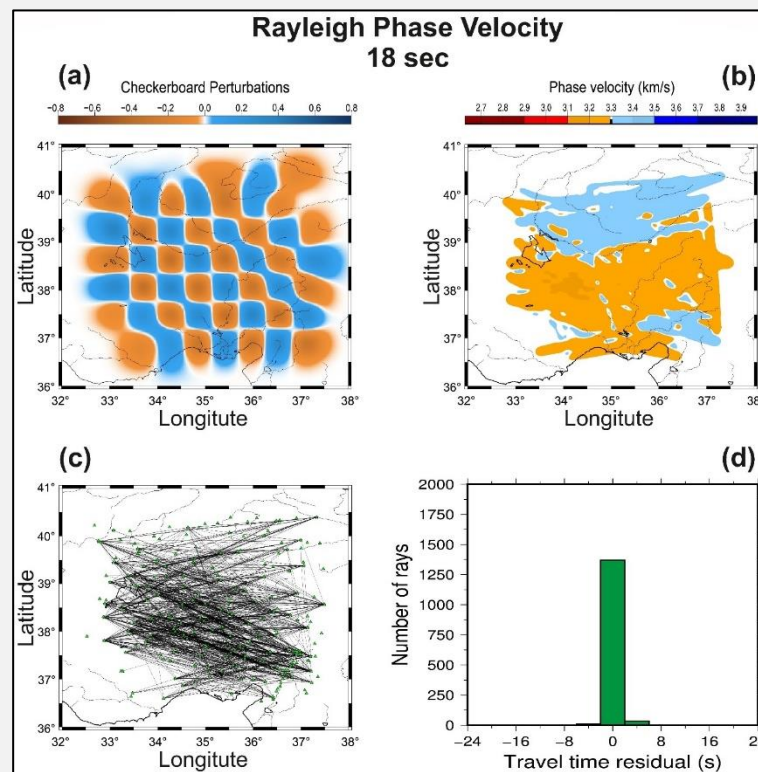 Rayleigh Phase Velocity
18 sec
(a)
Checkerboard Perturbations
−0.8 −0.6 −0.4 −0.2 0.0 0.2 0.4 0.6 0.8
41°
40°
39°
38°
37°
36°
Latitude
32° 33° 34° 35° 36° 37° 38°
Longitute
(b)
Phase velocity (km/s)
2.7 2.9 3.0 3.1 3.2 3.3 3.4 3.5 3.7 3.8 3.9
41°
40°
39°
38°
37°
36°
Latitude
32° 33° 34° 35° 36° 37° 38°
Longitute
(c)
41°
40°
39°
38°
37°
36°
Latitude
32° 33° 34° 35° 36° 37° 38°
Longitute
(d)
2000
1750
1500
1250
1000
750
500
250
0
Number of rays
−24 −16 −8 0 8 16
Travel time residual (s)